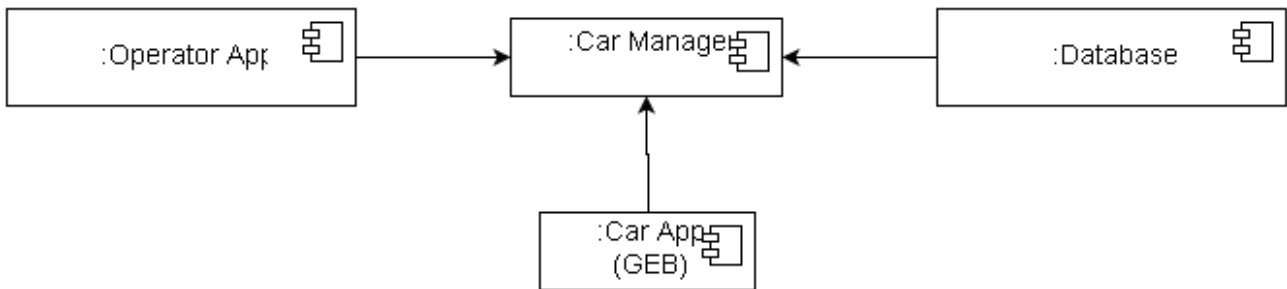 :Operator App
:Car Manager
:Database
:Car App
(GEB)